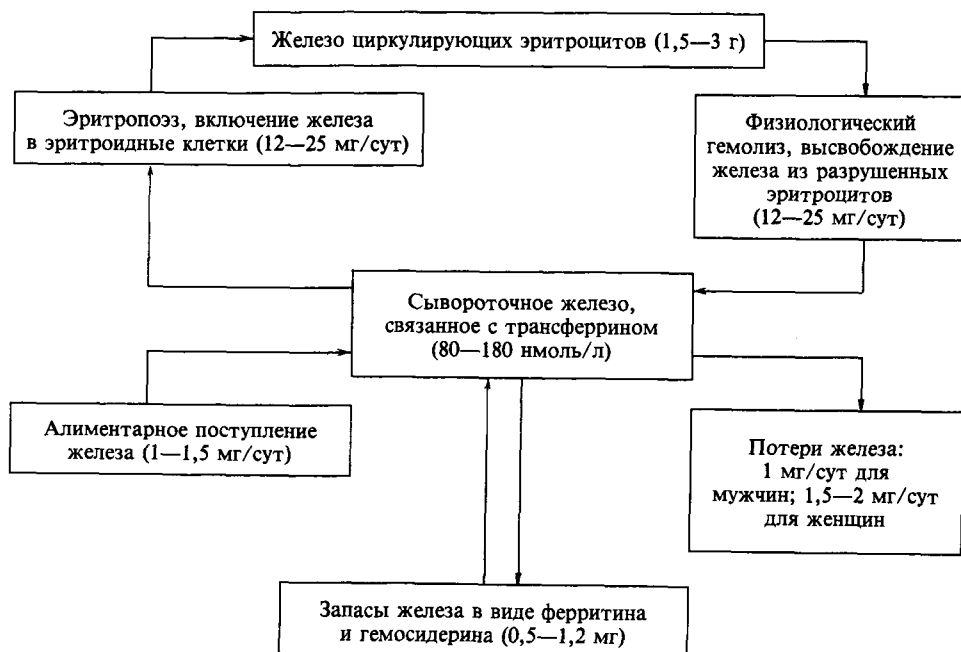 Железо циркулирующих эритроцитов (1,5—3 г)
Эритропоэз, включение железа
в эритроидные клетки (12—25 мг/сут)
Физиологический
гемолиз, высвобождение
железа из разрушенных
эритроцитов
(12—25 мг/сут)
Сывороточное железо,
связанное с трансферрином
(80—180 нмоль/л)
Алиментарное поступление
железа (1—1,5 мг/сут)
Потери железа:
1 мг/сут для
мужчин; 1,5—2 мг/сут
для женщин
Запасы железа в виде ферритина
и гемосидерина (0,5—1,2 мг)